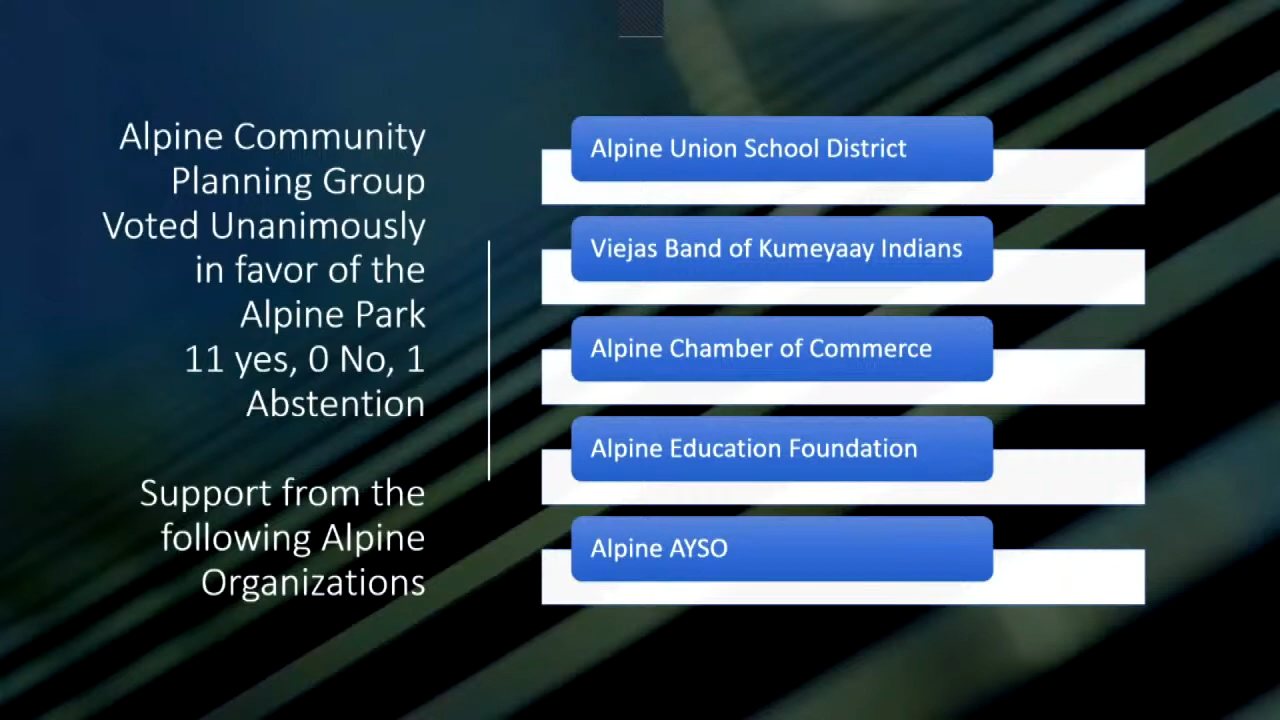 Alpine Community
Planning Group
Voted Unanimously
in favor of the
Alpine Park
11 yes, 0 No, 1
Abstention
Support from the
following Alpine
Organizations
Alpine Union School District
Viejas Band of Kumeyaay Indians
Alpine Chamber of Commerce
Alpine Education Foundation
Alpine AYSO